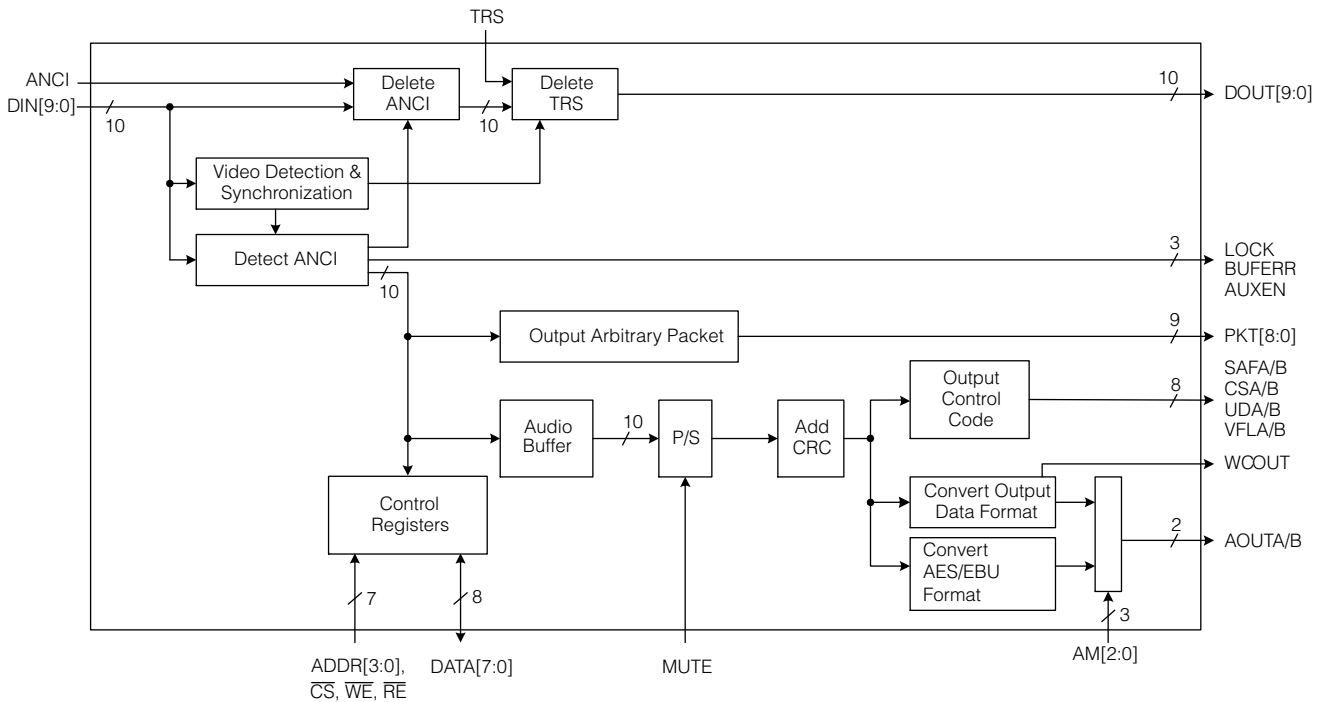 TRS
ANCI
DIN[9:0]
10
Delete
ANCI
10
Delete
TRS
10
DOUT[9:0]
Video Detection &
Synchronization
Detect ANCI
10
3
LOCK
BUFERR
AUXEN
Output Arbitrary Packet
9
PKT[8:0]
Audio
Buffer
10
P/S
Add
CRC
Output
Control
Code
8
SAFA/B
CSA/B
UDA/B
VFLA/B
WCOUT
Control
Registers
Convert Output
Data Format
Convert
AES/EBU
Format
2
AOUTA/B
7
8
3
ADDR[3:0],
CS, WE, RE
DATA[7:0]
MUTE
AM[2:0]